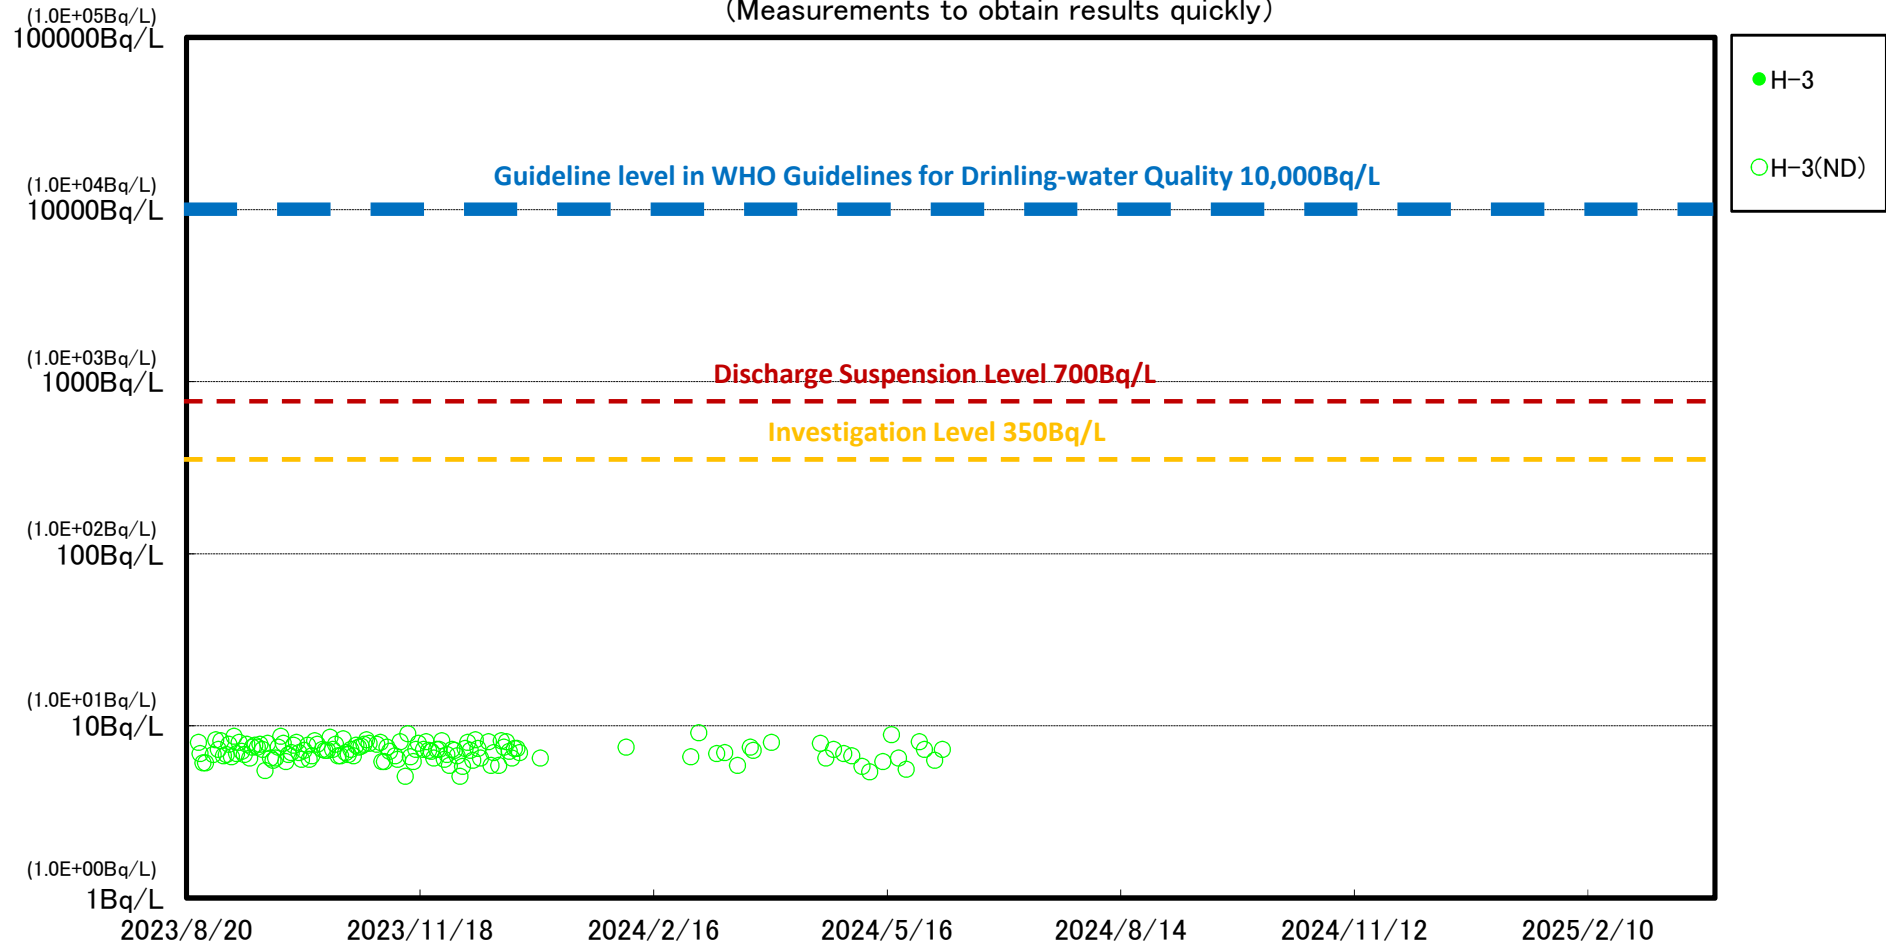 (Measurements to obtain results quickly)
(1.0E+05Bq/L)
100000Bq/L
H-3
H-3(ND)
Guideline level in WHO Guidelines for Drinling-water Quality 10,000Bq/L
(1.0E+04Bq/L)
10000Bq/L
(1.0E+03Bq/L)
1000Bq/L
Discharge Suspension Level 700Bq/L
Investigation Level 350Bq/L
(1.0E+02Bq/L)
100Bq/L
(1.0E+01Bq/L)
10Bq/L
(1.0E+00Bq/L)
1Bq/L
2023/8/20 2023/11/18 2024/2/16 2024/5/16 2024/8/14 2024/11/12 2025/2/10